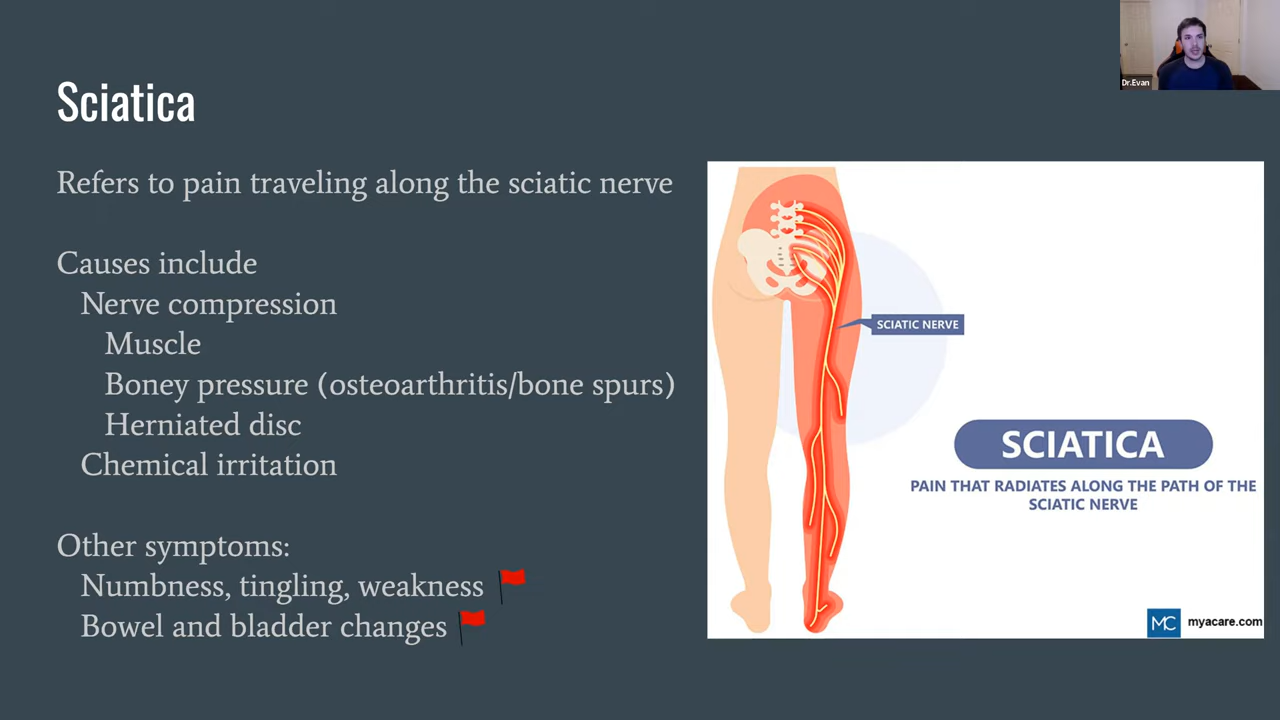 Dr.Evan
Sciatica
Refers to pain traveling along the sciatic nerve
Causes include
Nerve compression
Muscle
Boney pressure (osteoarthritis/bone spurs)
Herniated disc
Chemical irritation
Other symptoms:
Numbness, tingling, weakness
Bowel and bladder changes
SCIATIC NERVE
SCIATICA
PAIN THAT RADIATES ALONG THE PATH OF THE
SCIATIC NERVE
MC myacare.com